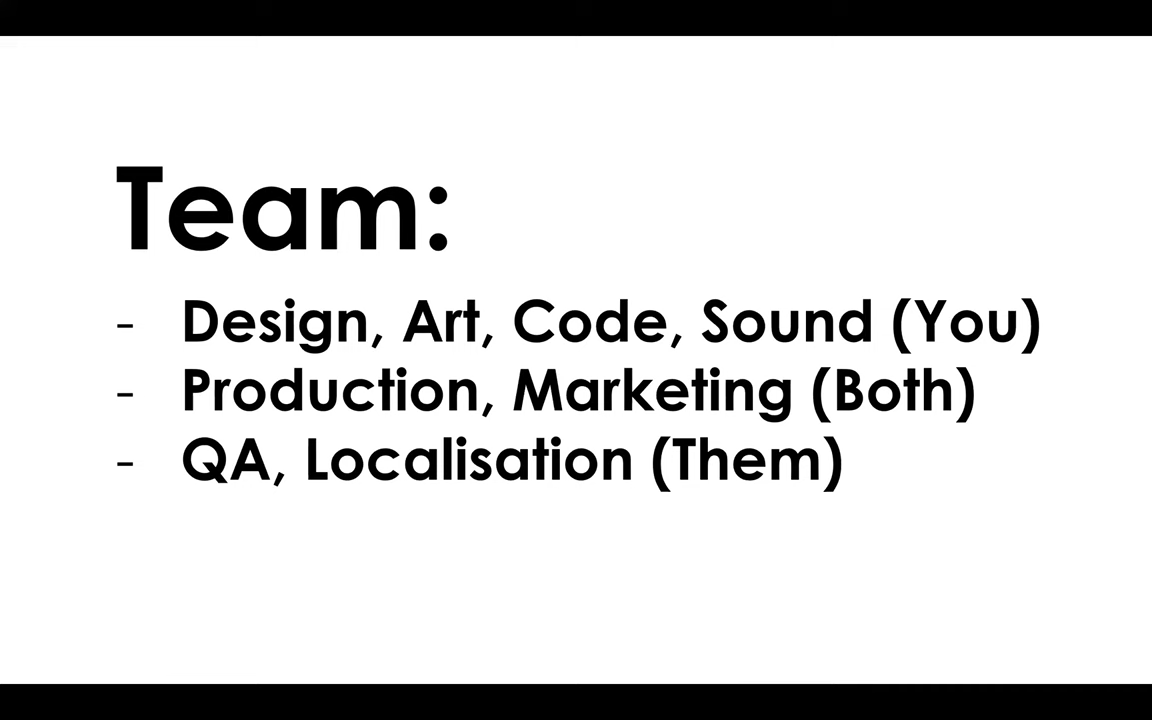 Team:
- Design, Art, Code, Sound (You)
- Production, Marketing (Both)
- QA, Localisation (Them)